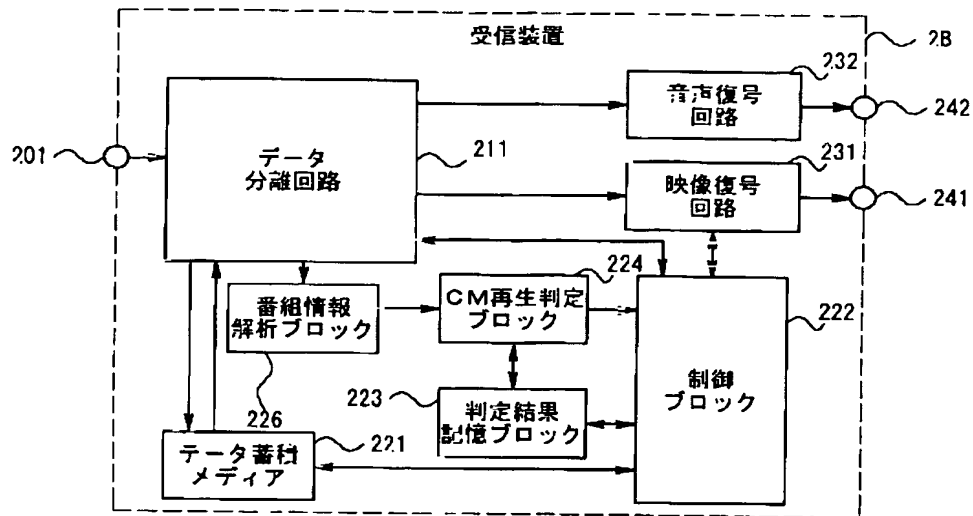 受信装置
2B
232
音声復号
回路
242
201
データ
分離回路
211
231
映像復号
回路
241
224
番組情報
解析ブロック
CM再生判定
ブロック
222
制御
ブロック
223
判定結果
記憶ブロック
226
データ蓄積
メディア
221